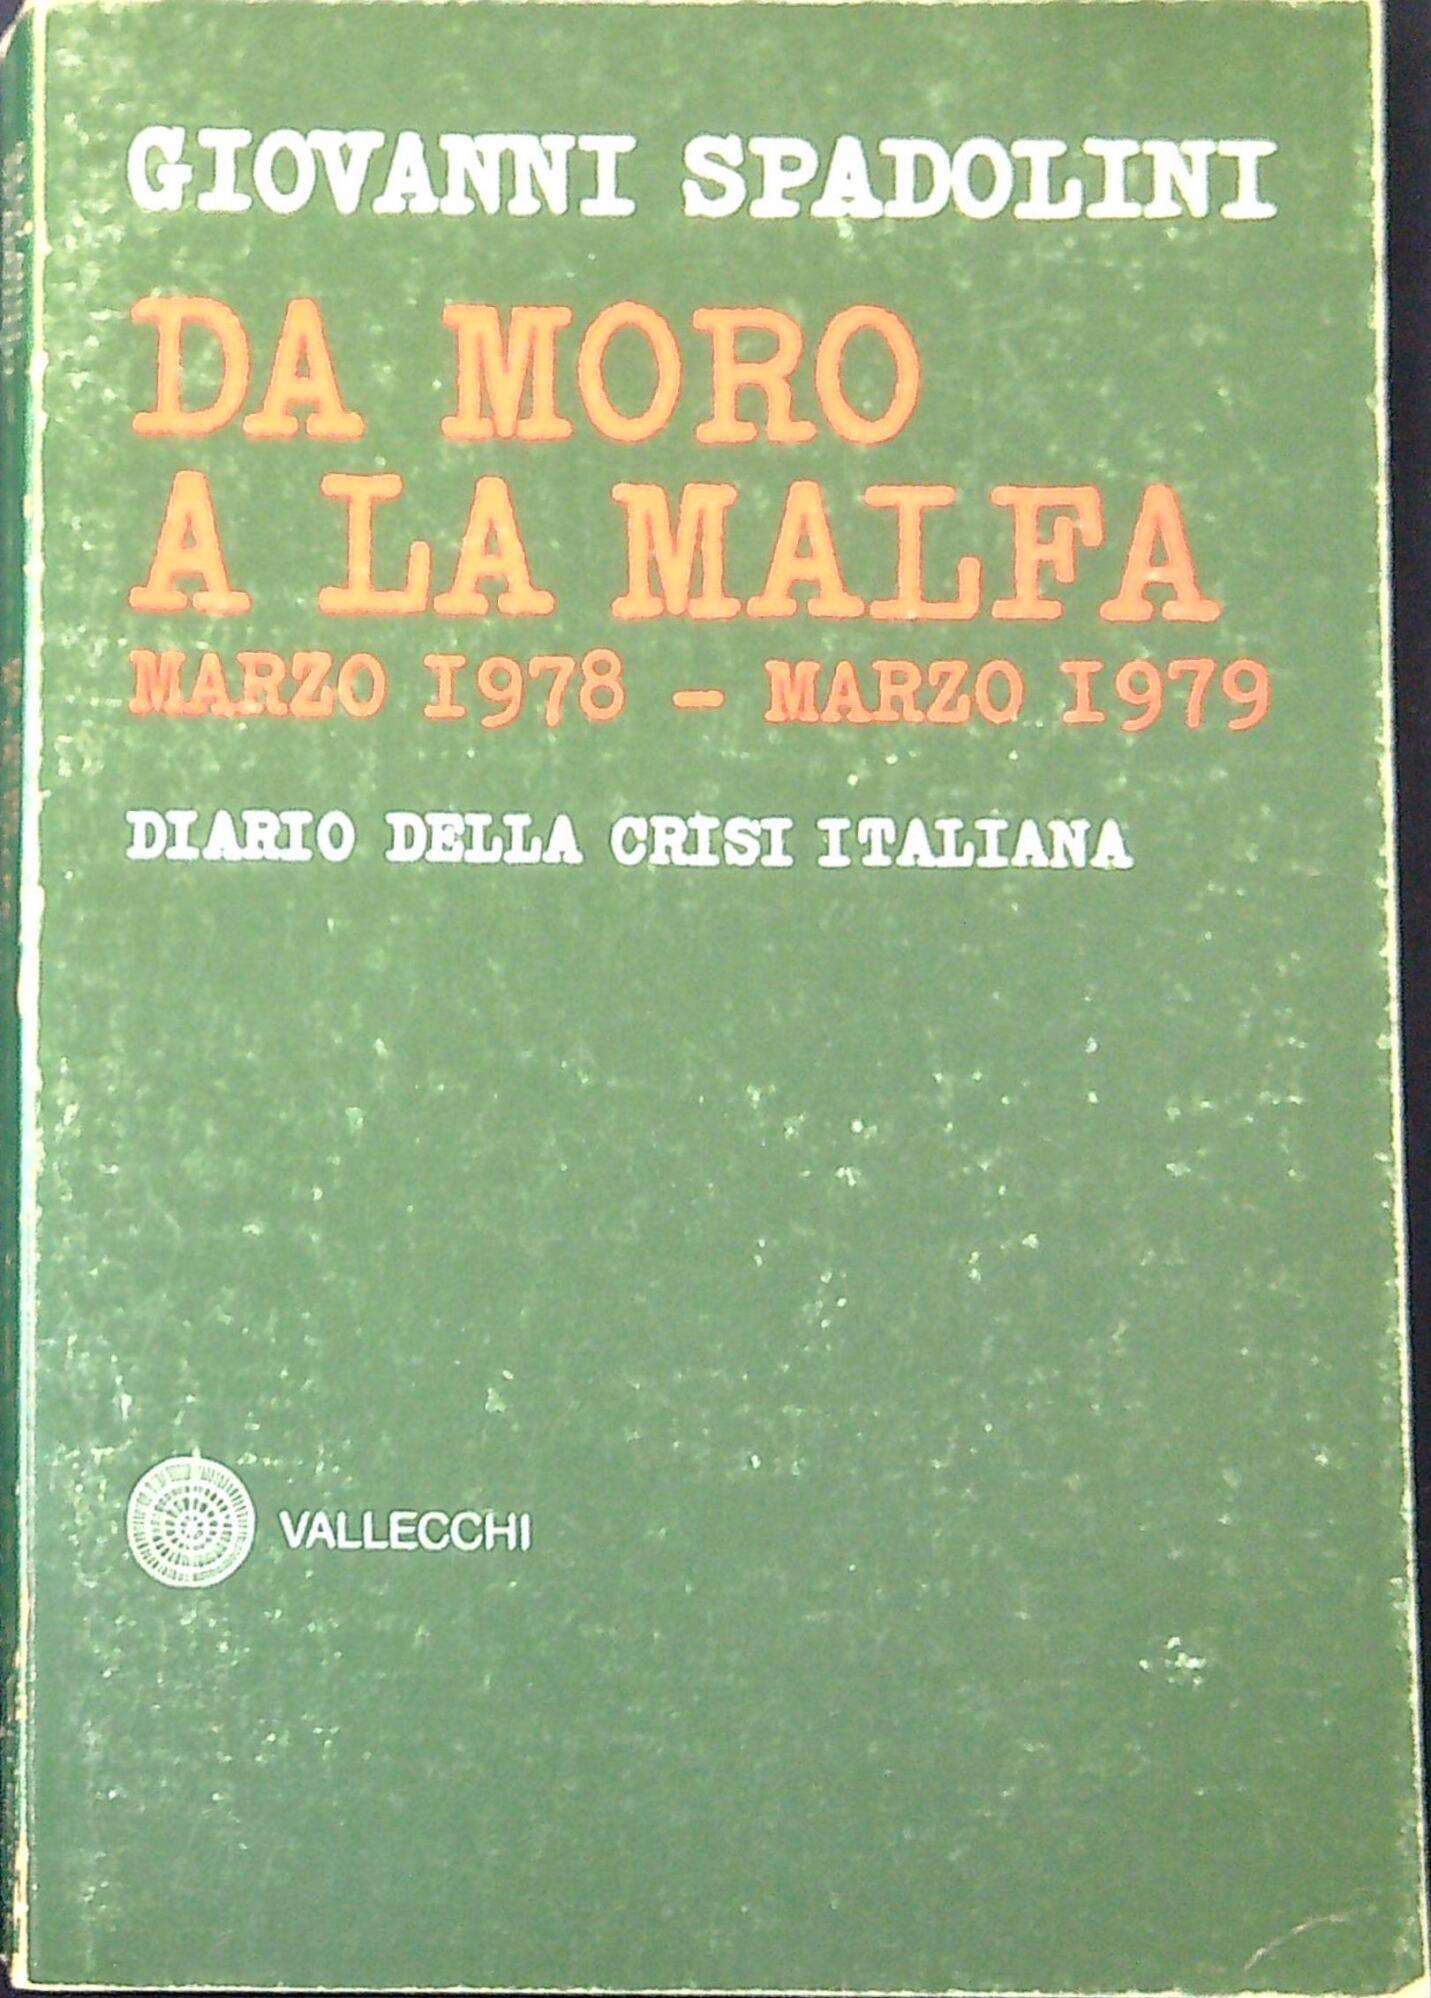 GIOVANNI SPADOLINI
DA MORO
A LA MALFA
MARZO 1978 - MARZO 1979
DIARIO DELLA CRISI ITALIANA
VALLECCHI